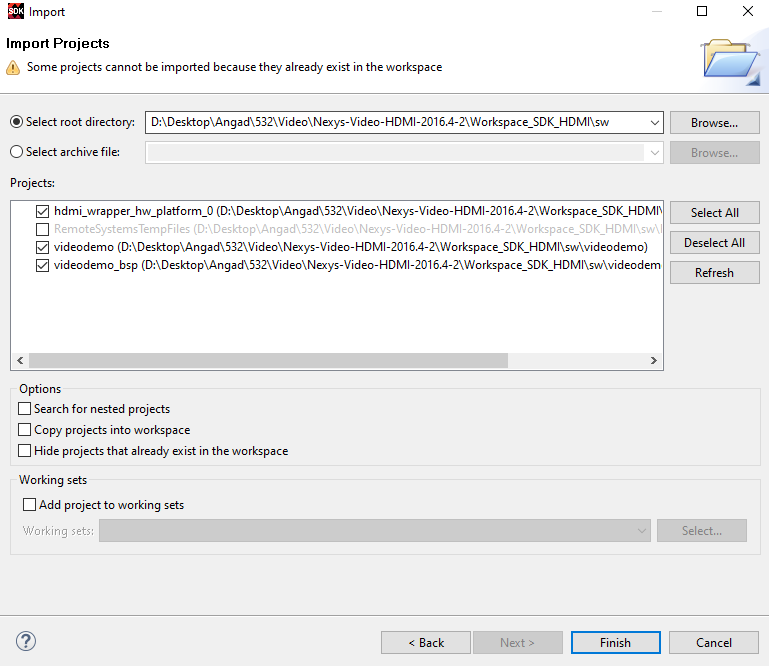 SDK Import
Import Projects
Some projects cannot be imported because they already exist in the workspace
Select root directory: D:\Desktop\Angad\532\Video\Nexys-Video-HDMI-2016.4-2\Workspace_SDK_HDMI\sw Browse...
Select archive file: Browse...
Projects:
hdmi_wrapper_hw_platform_0 (D:\Desktop\Angad\532\Video\Nexys-Video-HDMI-2016.4-2\Workspace_SDK_HDMI\ Select All
RemoteSystemsTempFiles (D:\Desktop\Angad\532\Video\Nexys-Video-HDMI-2016.4-2\Workspace_SDK_HDMI\sw\
videodemo (D:\Desktop\Angad\532\Video\Nexys-Video-HDMI-2016.4-2\Workspace_SDK_HDMI\sw\videodemo) Deselect All
videodemo_bsp (D:\Desktop\Angad\532\Video\Nexys-Video-HDMI-2016.4-2\Workspace_SDK_HDMI\sw\videodem Refresh
Options
Search for nested projects
Copy projects into workspace
Hide projects that already exist in the workspace
Working sets
Add project to working sets
Working sets: Select...
? < Back Next > Finish Cancel